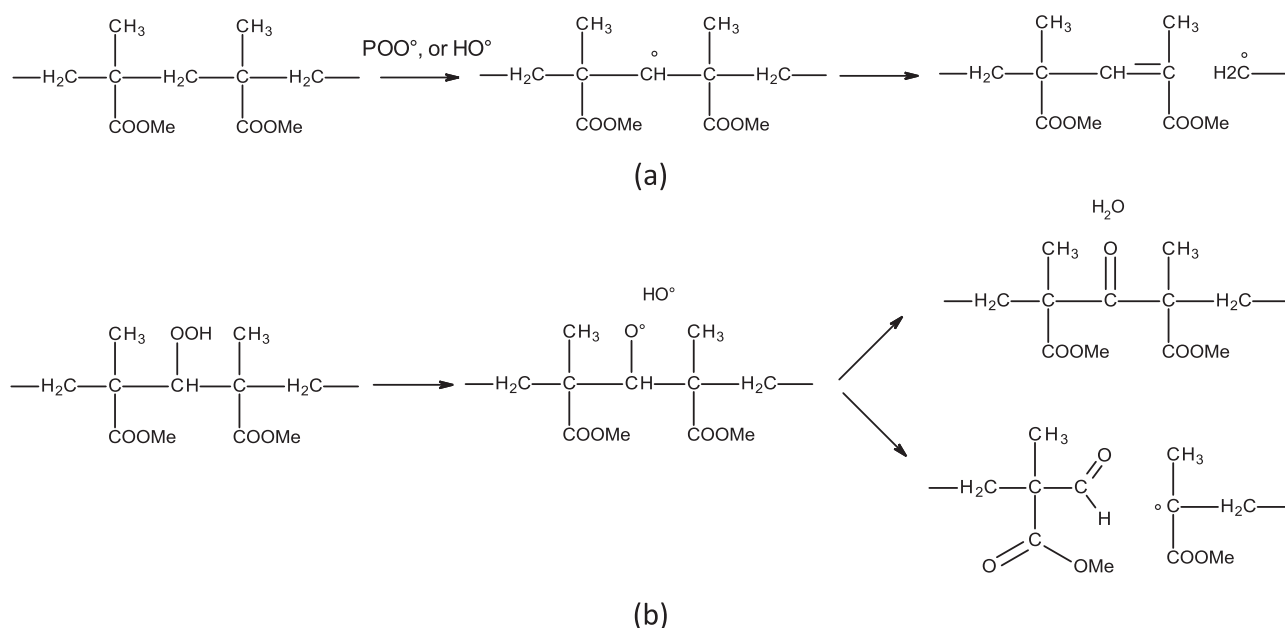 CH₃ CH₃ CH₃ CH₃ CH₃ CH₃
POO°, or HO° °
—H₂C—C—H₂C—C—H₂C— —H₂C—C—CH—C—H₂C— —H₂C—C—CH=C H2C°—
COOMe COOMe COOMe COOMe COOMe COOMe
(a)
H₂O
CH₃ O CH₃
HO°
—H₂C—C—C—C—H₂C—
CH₃ OOH CH₃ CH₃ O° CH₃
COOMe COOMe
—H₂C—C—CH—C—H₂C— —H₂C—C—CH—C—H₂C—
COOMe COOMe COOMe COOMe
CH₃ O CH₃
—H₂C—C—C °C—H₂C—
H
C COOMe
O OMe
(b)